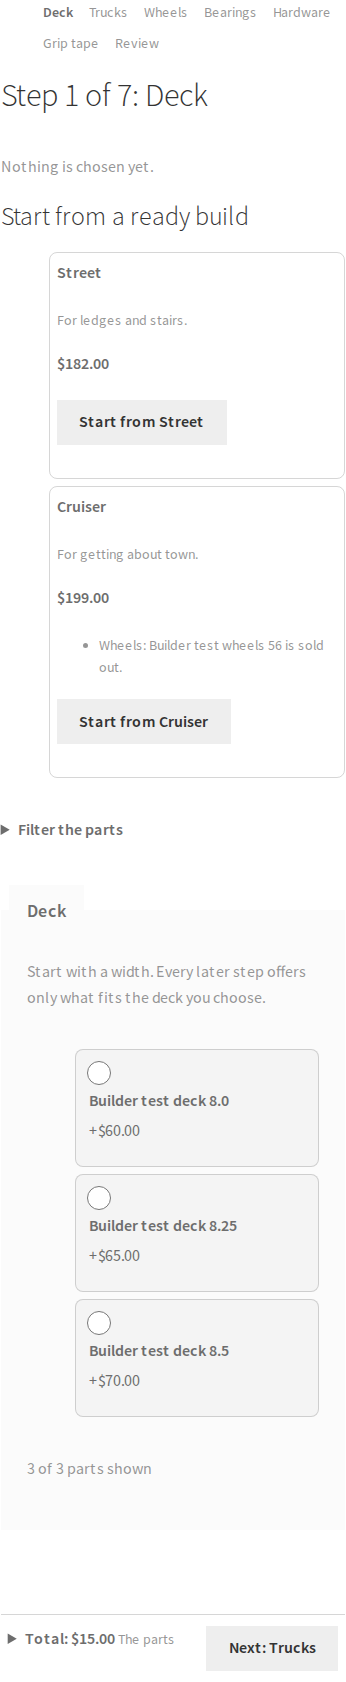 Deck Trucks Wheels Bearings Hardware
Grip tape Review
Step 1 of 7: Deck
Nothing is chosen yet.
Start from a ready build
Street
For ledges and stairs.
$182.00
Start from Street
Cruiser
For getting about town.
$199.00
Wheels: Builder test wheels 56 is sold
out.
Start from Cruiser
Filter the parts
Deck
Start with a width. Every later step offers
only what fits the deck you choose.
Builder test deck 8.0
+$60.00
Builder test deck 8.25
+$65.00
Builder test deck 8.5
+$70.00
3 of 3 parts shown
Total: $15.00 The parts
Next: Trucks